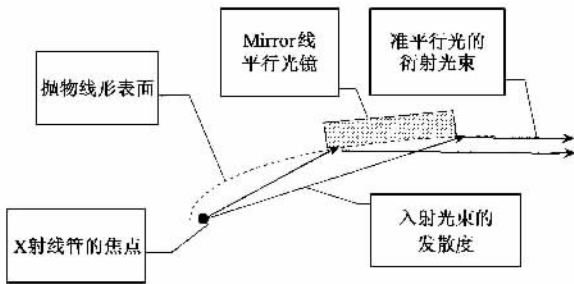 Mirror线
平行光镜
准平行光的
衍射光束
抛物线形表面
X射线管的焦点
入射光束的
发散度